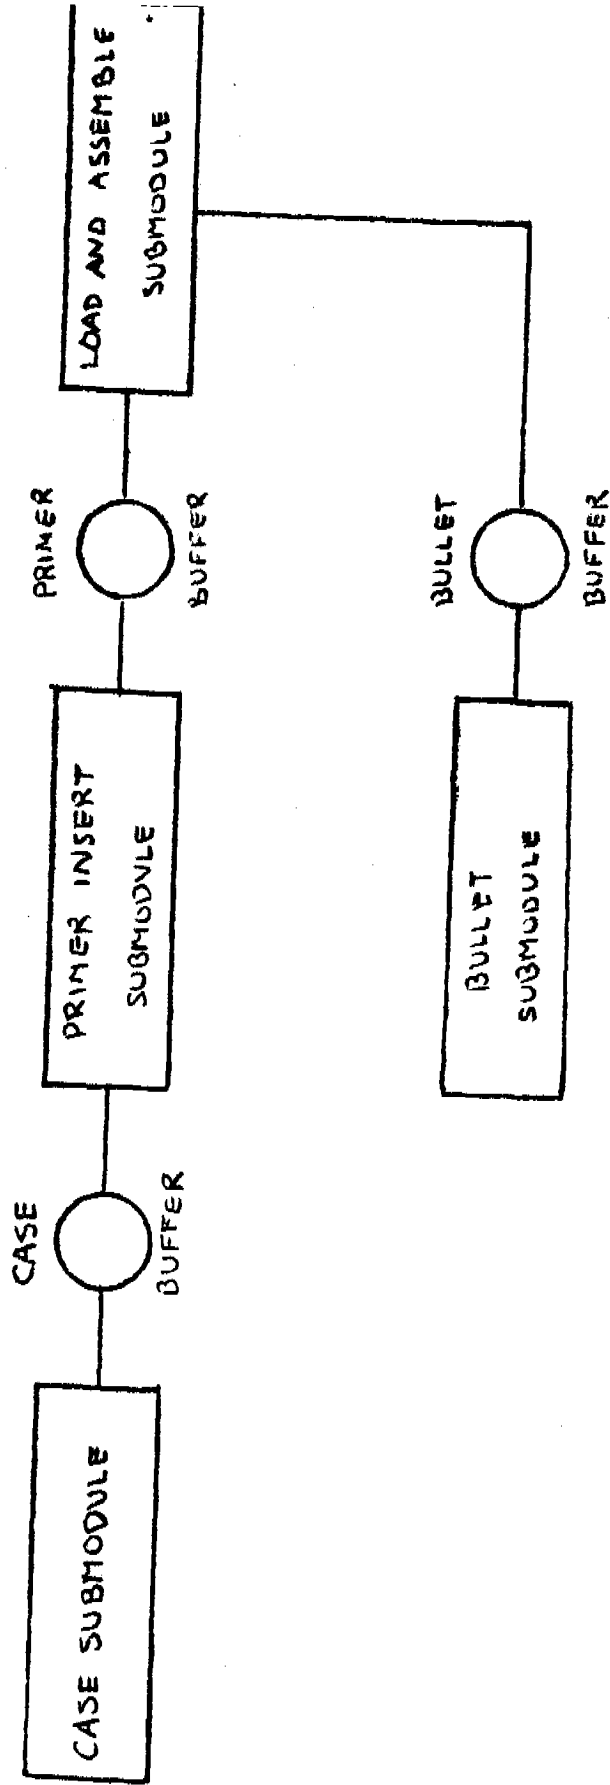 CASE SUBMODULE
CASE
BUFFER
PRIMER INSERT
SUBMODULE
PRIMER
BUFFER
LOAD AND ASSEMBLE
SUBMODULE
BULLET
SUBMODULE
BULLET
BUFFER